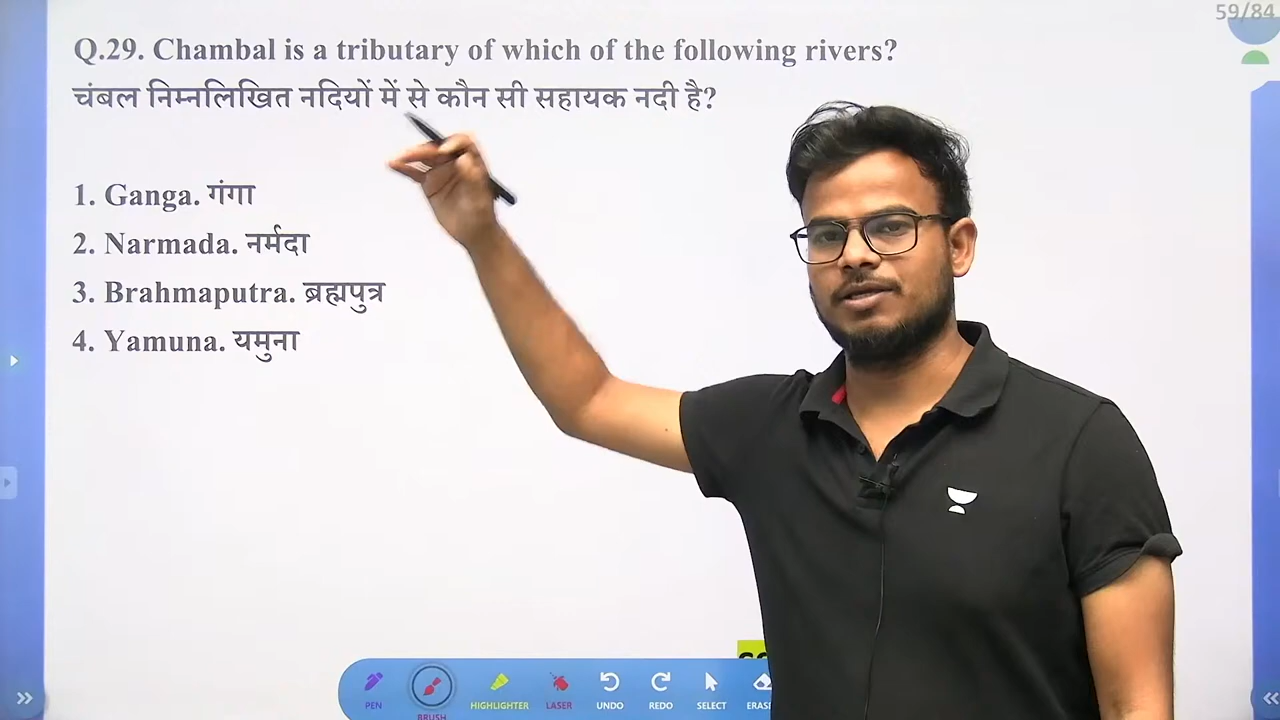 59/84
Q.29. Chambal is a tributary of which of the following rivers?
चंबल निम्नलिखित नदियों में से कौन सी सहायक नदी है?
1. Ganga. गंगा
2. Narmada. नर्मदा
3. Brahmaputra. ब्रह्मपुत्र
4. Yamuna. यमुना
PEN BRUSH HIGHLIGHTER LASER UNDO REDO SELECT